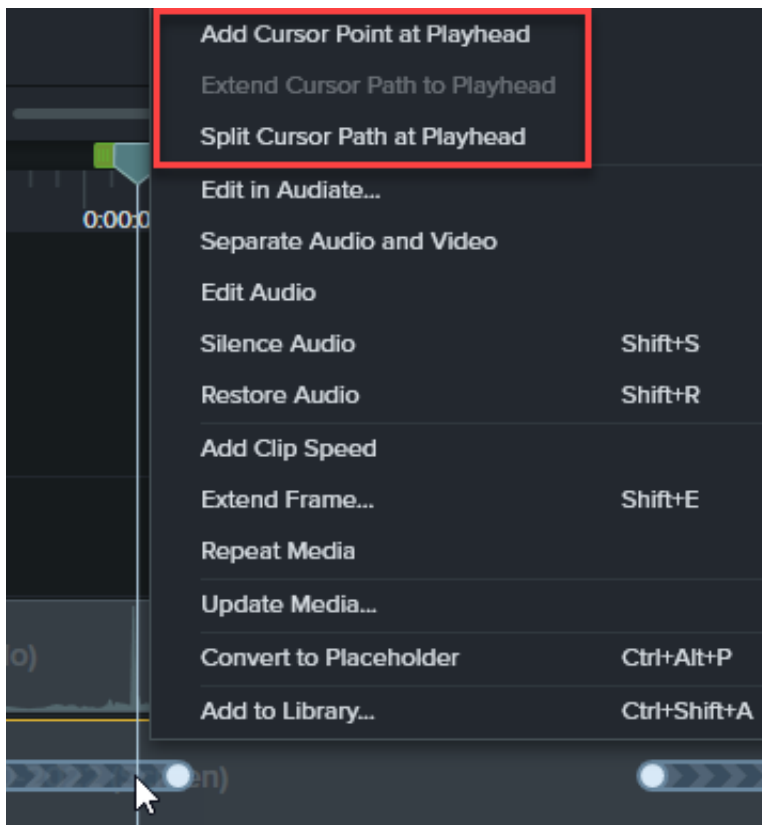 Add Cursor Point at Playhead
Extend Cursor Path to Playhead
Split Cursor Path at Playhead
Edit in Audiate...
0:00:0
Separate Audio and Video
Edit Audio
Silence Audio Shift+S
Restore Audio Shift+R
Add Clip Speed
Extend Frame... Shift+E
Repeat Media
Update Media...
lo)
Convert to Placeholder Ctrl+Alt+P
Add to Library... Ctrl+Shift+A
en)